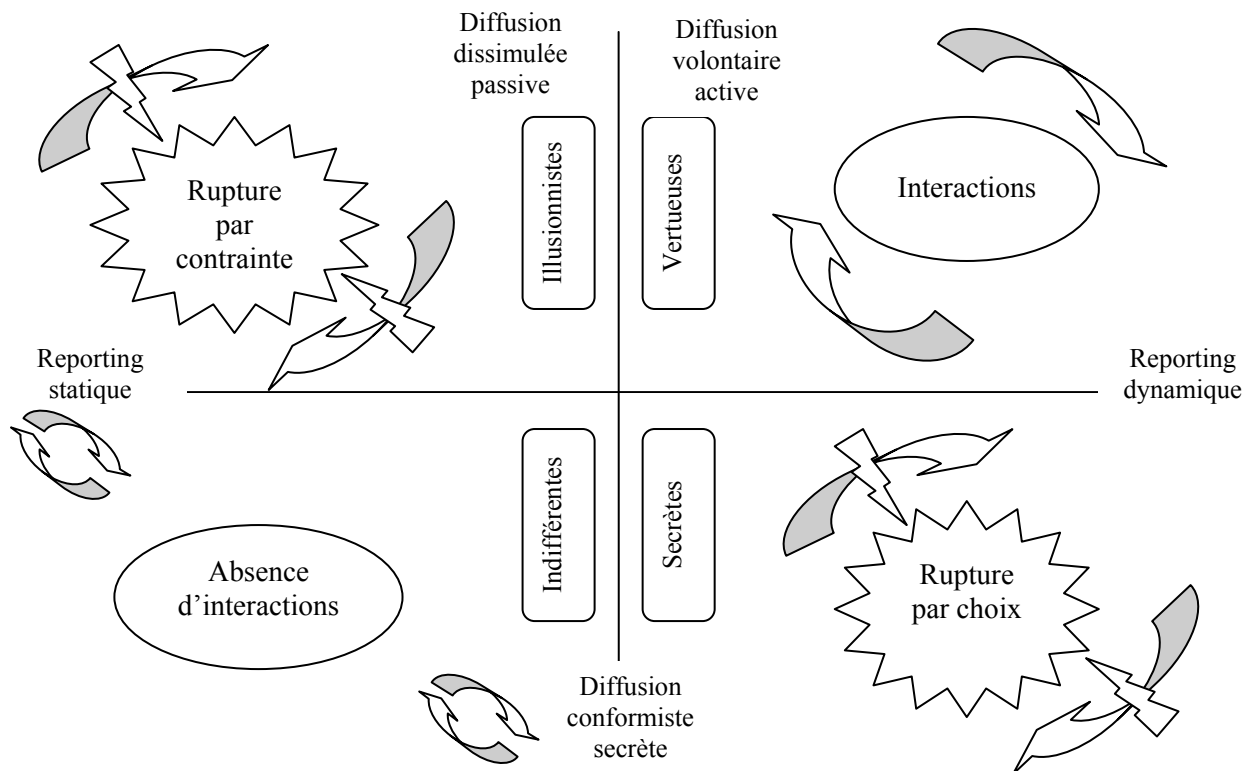 Diffusion
dissimulée
passive
Diffusion
volontaire
active
Rupture
par
contrainte
Illusionnistes
Vertueuses
Interactions
Reporting
statique
Reporting
dynamique
Absence
d’interactions
Indifférentes
Secrètes
Rupture
par choix
Diffusion
conformiste
secrète